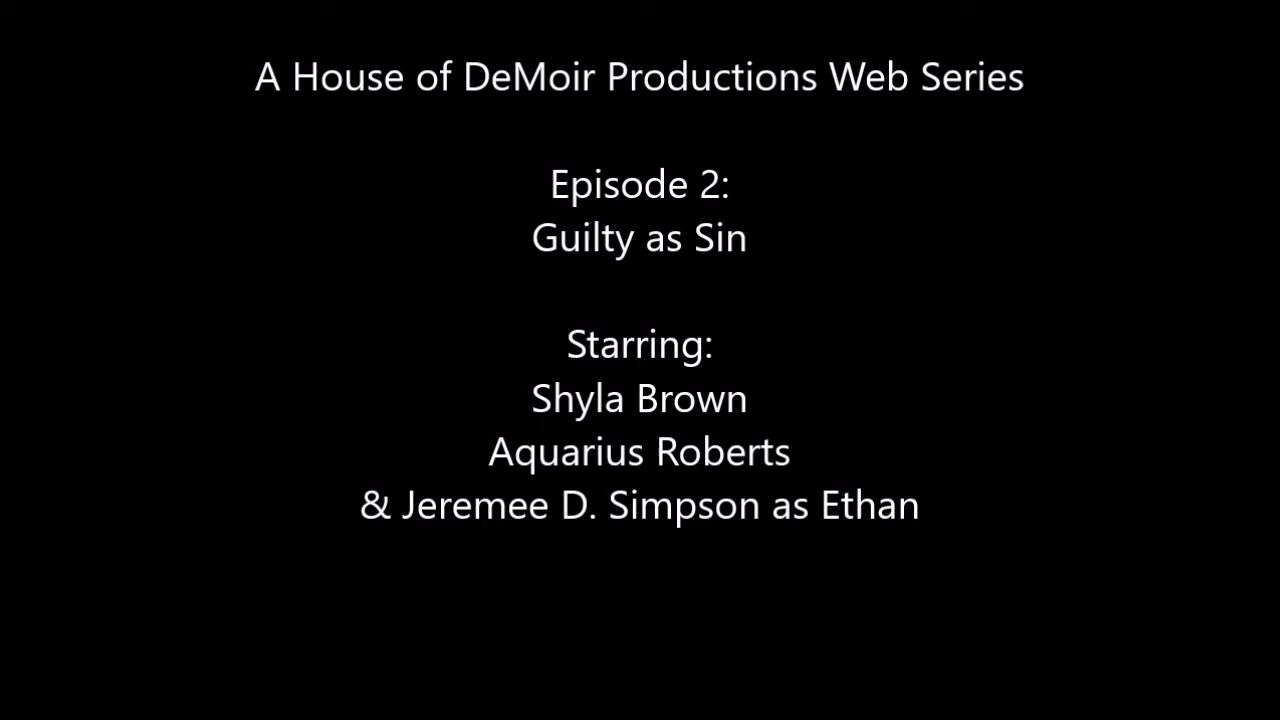 A House of DeMoir Productions Web Series
Episode 2:
Guilty as Sin
Starring:
Shyla Brown
Aquarius Roberts
& Jeremee D. Simpson as Ethan